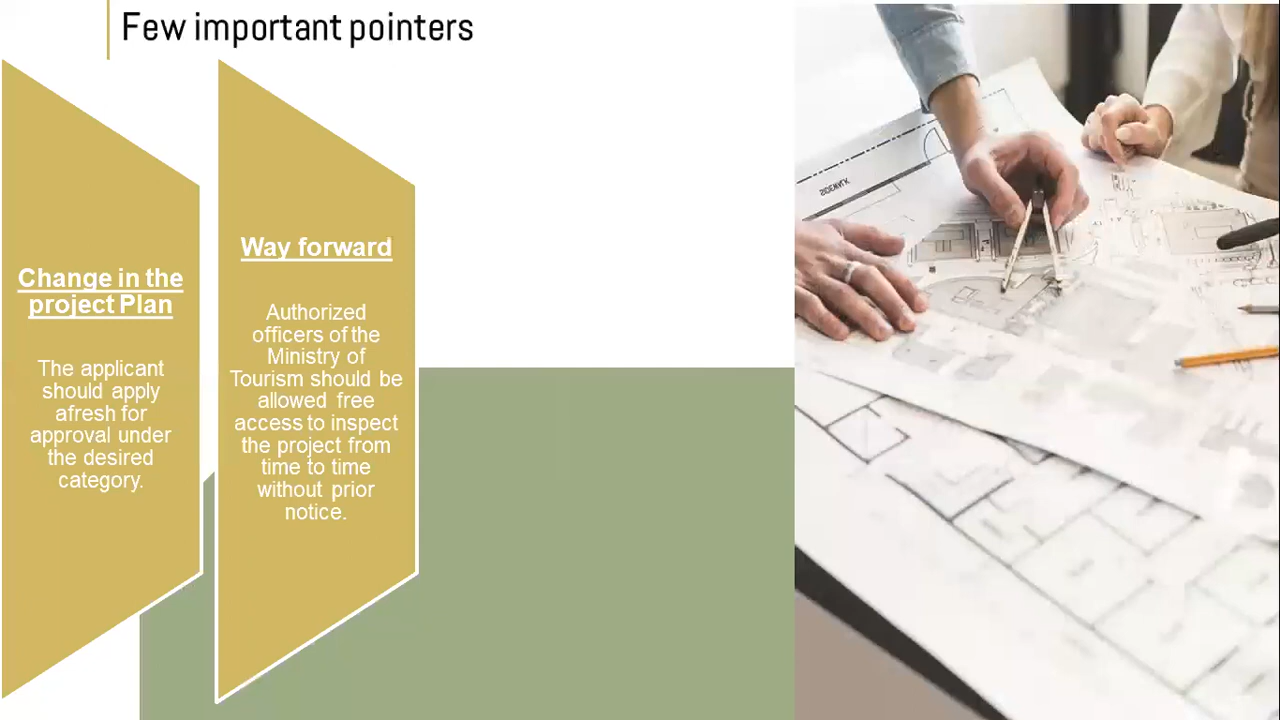 Few important pointers
Change in the
project Plan
The applicant
should apply
afresh for
approval under
the desired
category.
Way forward
Authorized
officers of the
Ministry of
Tourism should be
allowed free
access to inspect
the project from
time to time
without prior
notice.